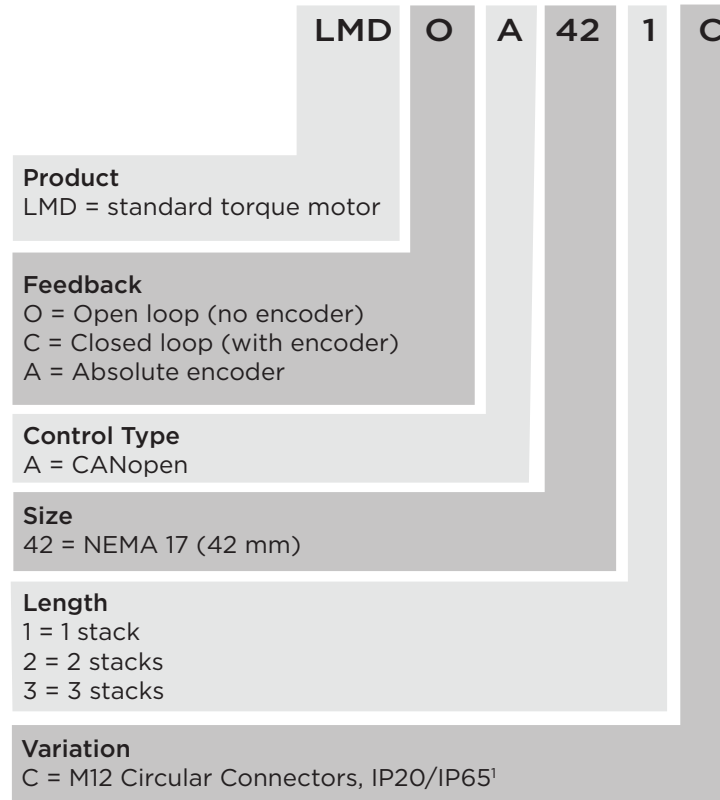 LMD O A 42 1 C
Product
LMD = standard torque motor
Feedback
O = Open loop (no encoder)
C = Closed loop (with encoder)
A = Absolute encoder
Control Type
A = CANopen
Size
42 = NEMA 17 (42 mm)
Length
1 = 1 stack
2 = 2 stacks
3 = 3 stacks
Variation
C = M12 Circular Connectors, IP20/IP65¹